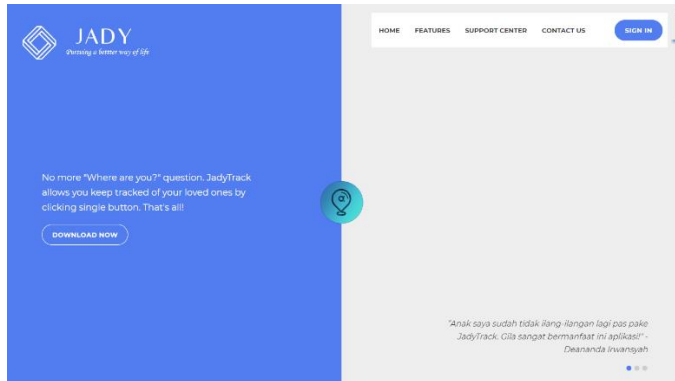 JADY
Pursuing a better way of life
HOME FEATURES SUPPORT CENTER CONTACT US SIGN IN
No more "Where are you?" question. JadyTrack
allows you keep tracked of your loved ones by
clicking single button. That's all!
DOWNLOAD NOW
"Anak saya sudah tidak ilang-ilangan lagi pas pake
JadyTrack. Gila sangat bermanfaat ini aplikasi!" -
Deananda Irwansyah